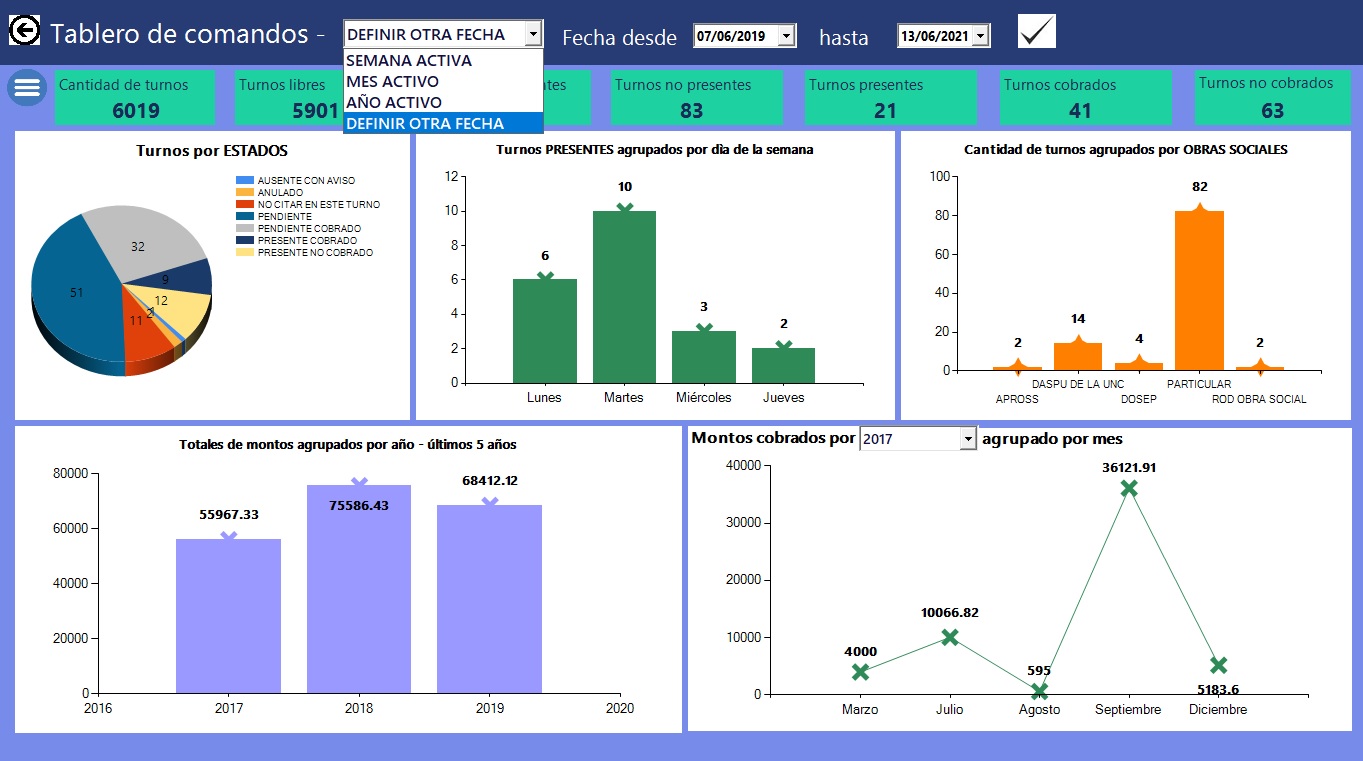 Tablero de comandos -
DEFINIR OTRA FECHA
Fecha desde
07/06/2019
hasta
13/06/2021
SEMANA ACTIVA
MES ACTIVO
AÑO ACTIVO
DEFINIR OTRA FECHA
Cantidad de turnos
6019
Turnos libres
5901
Turnos no presentes
83
Turnos presentes
21
Turnos cobrados
41
Turnos no cobrados
63
Turnos por ESTADOS
AUSENTE CON AVISO
ANULADO
NO CITAR EN ESTE TURNO
PENDIENTE
PENDIENTE COBRADO
PRESENTE COBRADO
PRESENTE NO COBRADO
32
9
51
12
1
2
11
Turnos PRESENTES agrupados por dìa de la semana
12
10
8
6
4
2
0
6
10
3
2
Lunes
Martes
Miércoles
Jueves
Cantidad de turnos agrupados por OBRAS SOCIALES
100
80
60
40
20
0
2
14
4
82
2
DASPU DE LA UNC
PARTICULAR
APROSS
DOSEP
ROD OBRA SOCIAL
Totales de montos agrupados por año - últimos 5 años
80000
60000
40000
20000
0
55967.33
75586.43
68412.12
2016
2017
2018
2019
2020
Montos cobrados por
2017
agrupado por mes
40000
30000
20000
10000
0
4000
10066.82
595
36121.91
5183.6
Marzo
Julio
Agosto
Septiembre
Diciembre